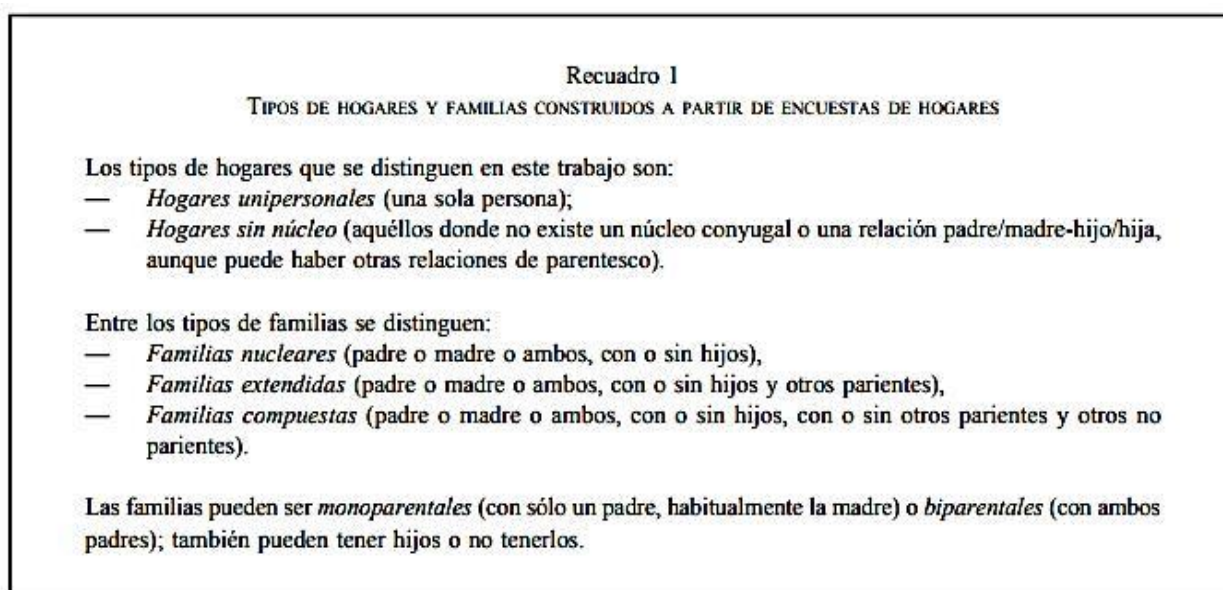 Recuadro 1
TIPOS DE HOGARES Y FAMILIAS CONSTRUIDOS A PARTIR DE ENCUESTAS DE HOGARES
Los tipos de hogares que se distinguen en este trabajo son:
— Hogares unipersonales (una sola persona);
— Hogares sin núcleo (aquéllos donde no existe un núcleo conyugal o una relación padre/madre-hijo/hija,
aunque puede haber otras relaciones de parentesco).
Entre los tipos de familias se distinguen:
— Familias nucleares (padre o madre o ambos, con o sin hijos),
— Familias extendidas (padre o madre o ambos, con o sin hijos y otros parientes),
— Familias compuestas (padre o madre o ambos, con o sin hijos, con o sin otros parientes y otros no
parientes).
Las familias pueden ser monoparentales (con sólo un padre, habitualmente la madre) o biparentales (con ambos
padres); también pueden tener hijos o no tenerlos.